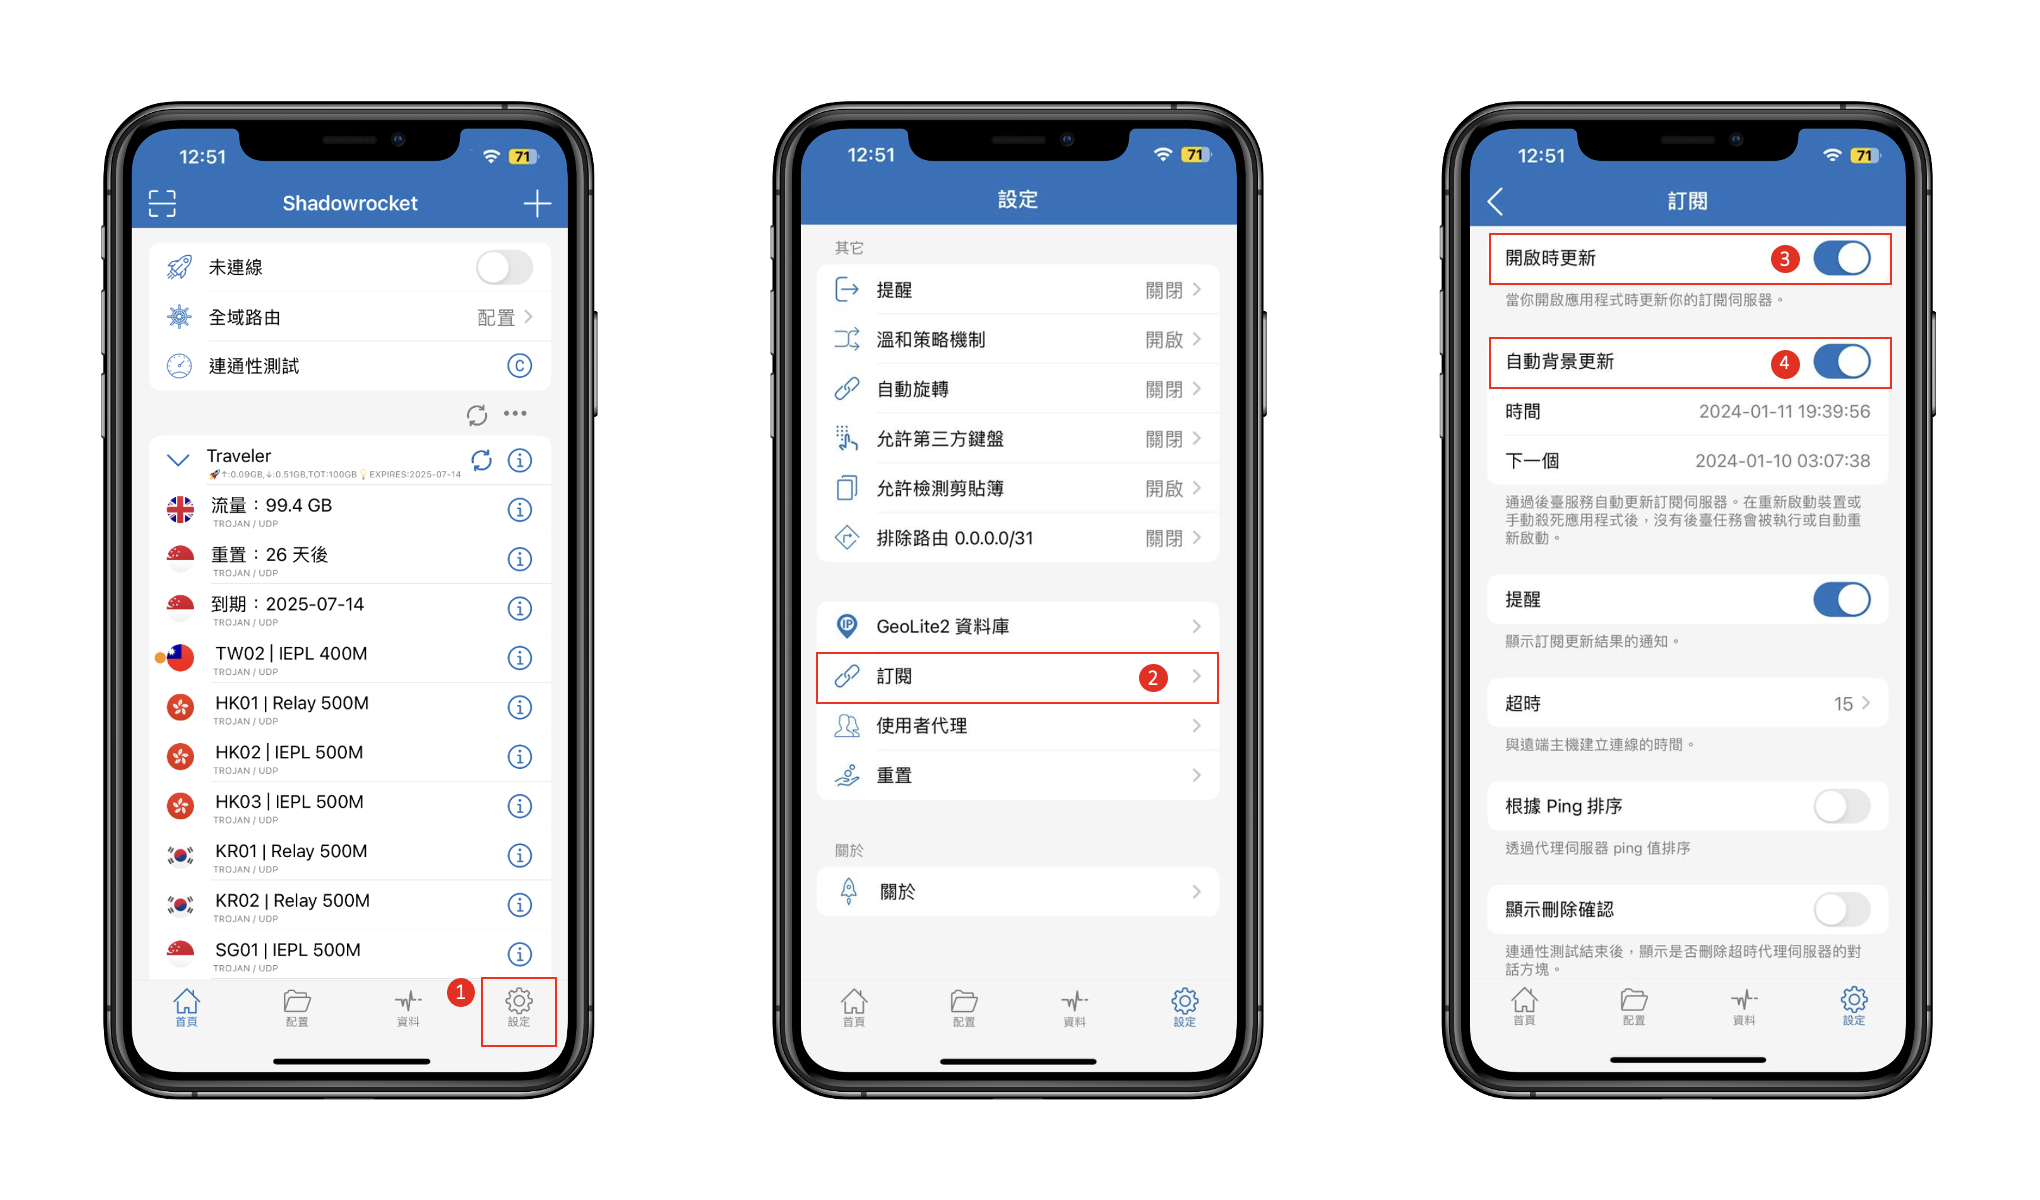 12:51
71
Shadowrocket
未連線
全域路由
配置
連通性測試
C
Traveler
🚀↑:0.09GB,↓:0.51GB,TOT:100GB💡EXPIRES:2025-07-14
流量：99.4 GB
TROJAN / UDP
重置：26 天後
TROJAN / UDP
到期：2025-07-14
TROJAN / UDP
TW02 | IEPL 400M
TROJAN / UDP
HK01 | Relay 500M
TROJAN / UDP
HK02 | IEPL 500M
TROJAN / UDP
HK03 | IEPL 500M
TROJAN / UDP
KR01 | Relay 500M
TROJAN / UDP
KR02 | Relay 500M
TROJAN / UDP
SG01 | IEPL 500M
TROJAN / UDP
1
首頁
配置
資料
設定
12:51
71
設定
其它
提醒
關閉
溫和策略機制
開啟
自動旋轉
關閉
允許第三方鍵盤
關閉
允許檢測剪貼簿
開啟
排除路由 0.0.0.0/31
關閉
IP
GeoLite2 資料庫
訂閱
2
使用者代理
重置
關於
關於
首頁
配置
資料
設定
12:51
71
訂閱
開啟時更新
3
當你開啟應用程式時更新你的訂閱伺服器。
自動背景更新
4
時間
2024-01-11 19:39:56
下一個
2024-01-10 03:07:38
通過後臺服務自動更新訂閱伺服器。在重新啟動裝置或
手動殺死應用程式後，沒有後臺任務會被執行或自動重
新啟動。
提醒
顯示訂閱更新結果的通知。
超時
15
與遠端主機建立連線的時間。
根據 Ping 排序
透過代理伺服器 ping 值排序
顯示刪除確認
連通性測試結束後，顯示是否刪除超時代理伺服器的對
話方塊。
首頁
配置
資料
設定